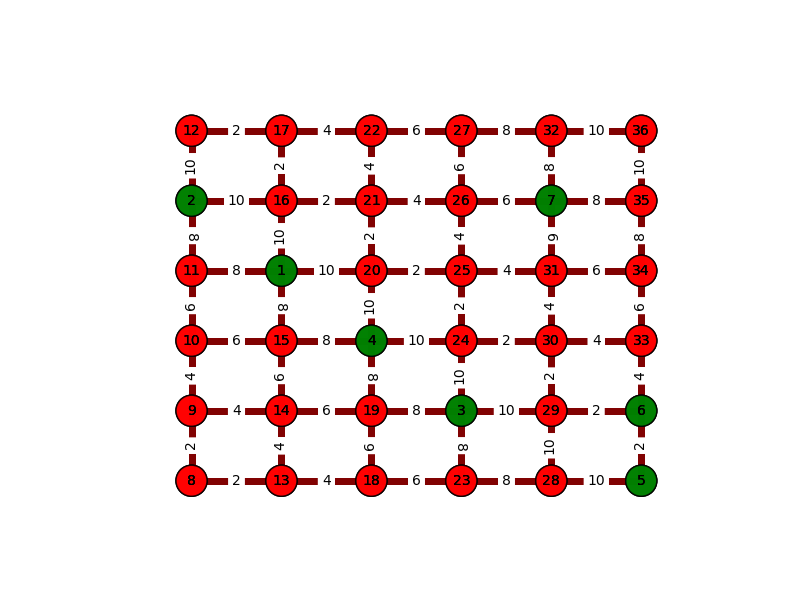 12 2 17 4 22 6 27 8 32 10 36
10 2 4 6 8 10
2 10 16 2 21 4 26 6 7 8 35
8 10 2 4 9 8
11 8 1 10 20 2 25 4 31 6 34
6 8 10 2 4 6
10 6 15 8 4 10 24 2 30 4 33
4 6 8 10 2 4
9 4 14 6 19 8 3 10 29 2 6
2 4 6 8 10 2
8 2 13 4 18 6 23 8 28 10 5